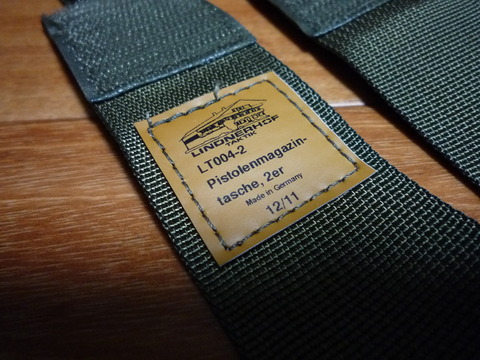 LINDNERHOF
TAKTIK
LT004-2
Pistolenmagazin-
tasche, 2er
Made in Germany
12/11